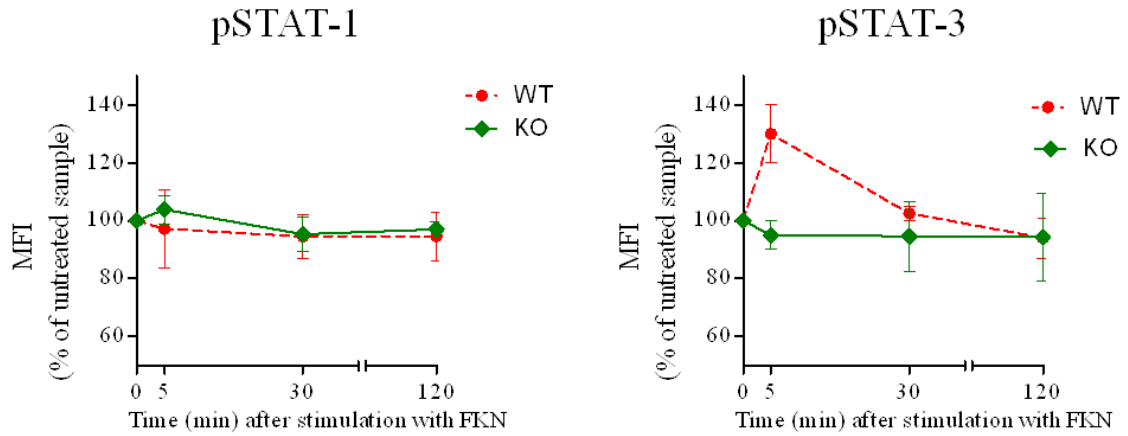 pSTAT-1
WT
KO
MFI
(% of untreated sample)
140
120
100
80
60
0 5 30 120
Time (min) after stimulation with FKN
pSTAT-3
WT
KO
MFI
(% of untreated sample)
140
120
100
80
60
0 5 30 120
Time (min) after stimulation with FKN